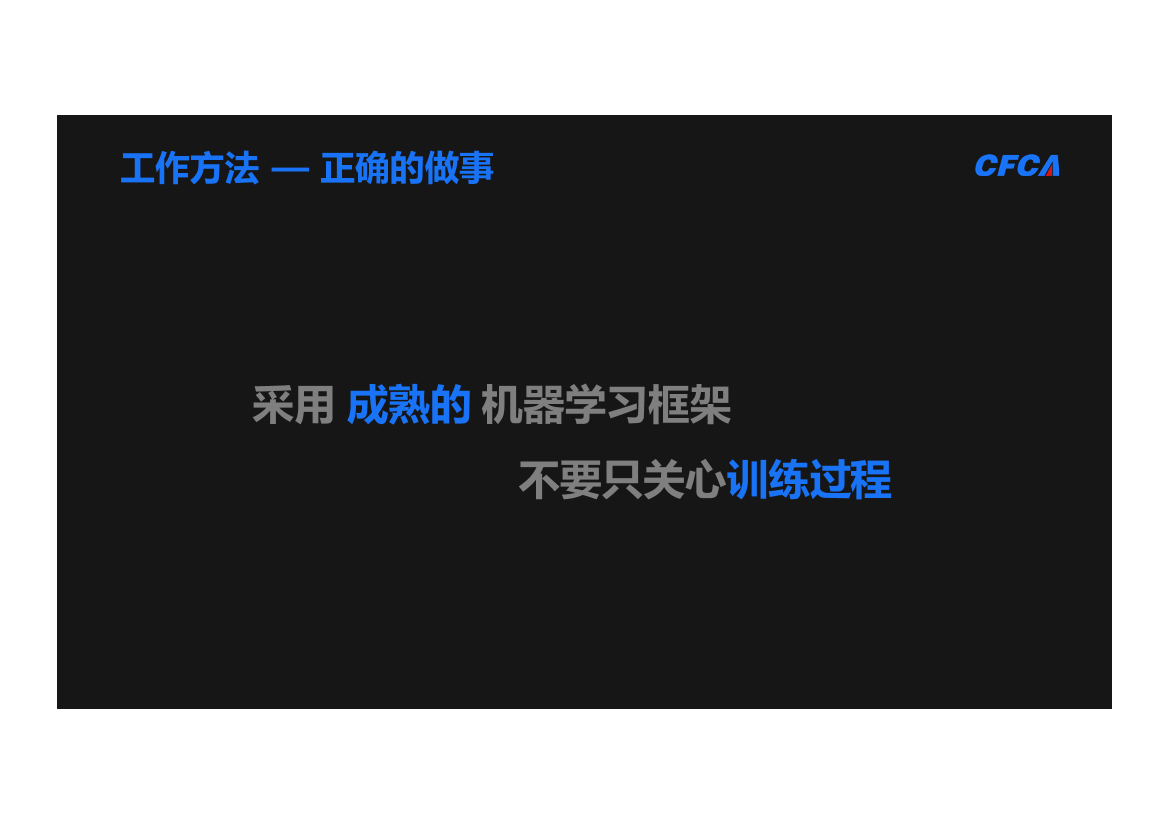 工作方法 — 正确的做事
CFCA
采用 成熟的 机器学习框架
不要只关心训练过程